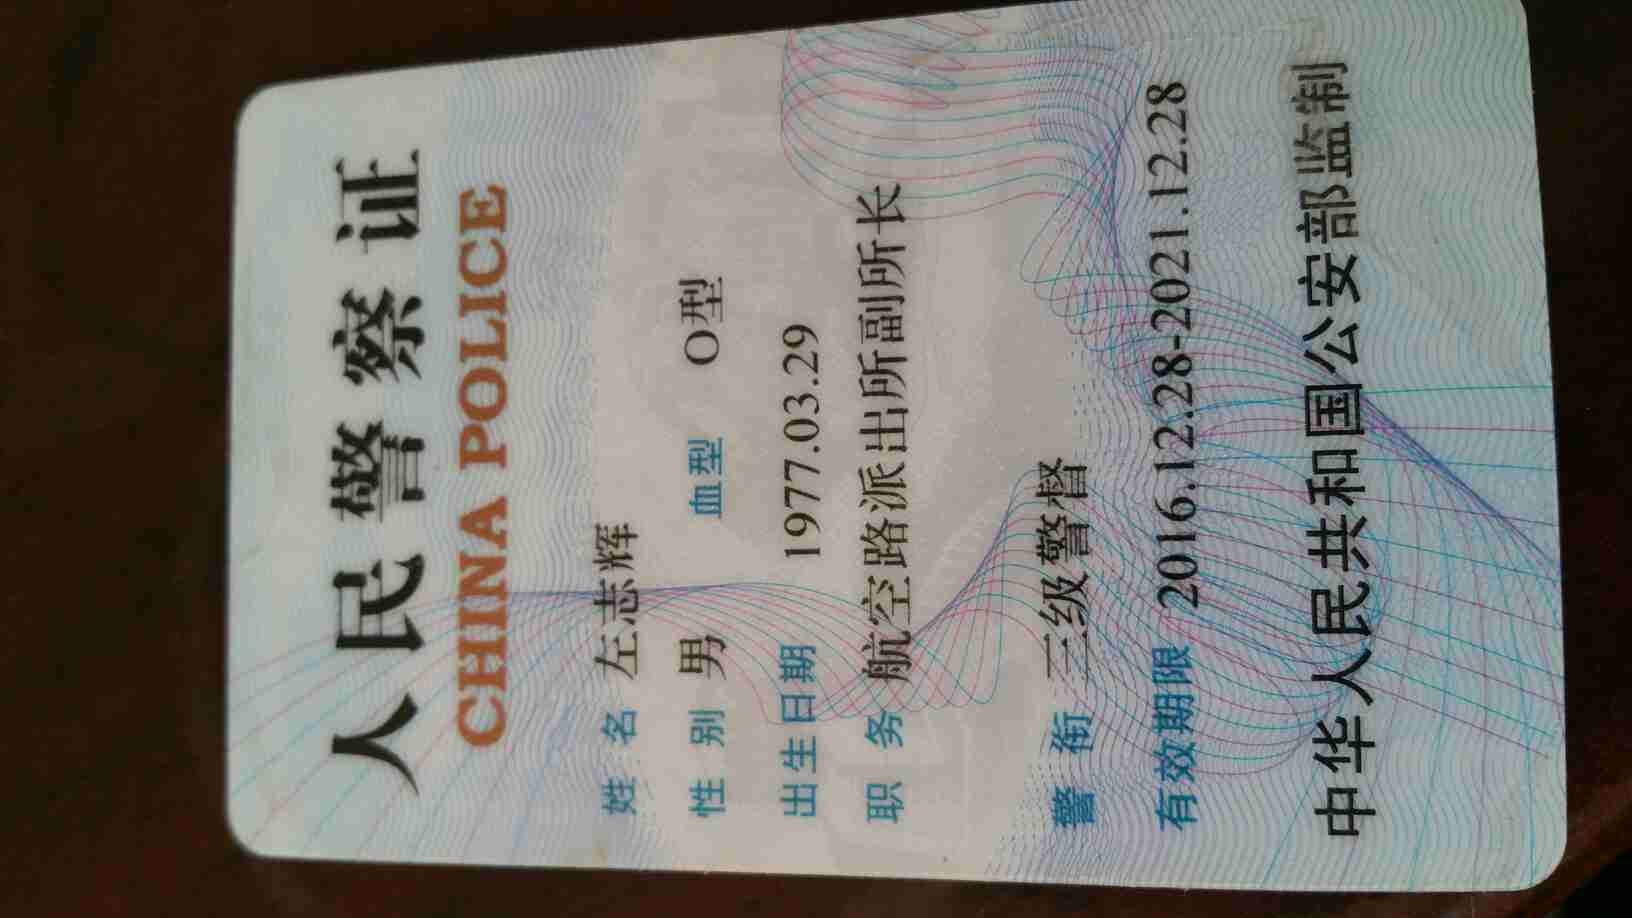 人民警察证
CHINA POLICE
姓名 左志辉
性别 男 血型 O型
出生日期 1977.03.29
职务 航空路派出所副所长
警衔 三级警督
有效期限 2016.12.28-2021.12.28
中华人民共和国公安部监制